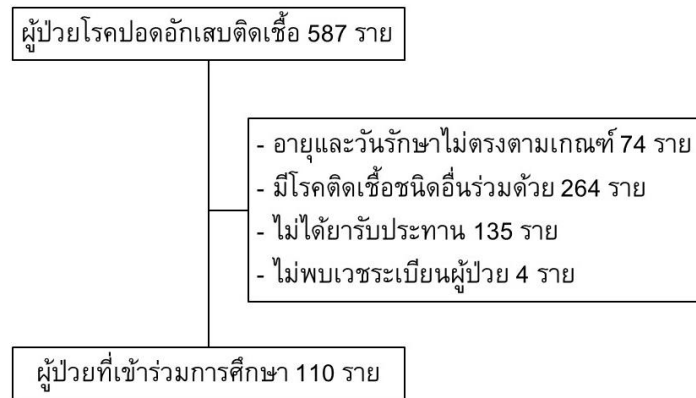 ผู้ป่วยโรคปอดอักเสบติดเชื้อ 587 ราย
- อายุและวันรักษาไม่ตรงตามเกณฑ์ 74 ราย
- มีโรคติดเชื้อชนิดอื่นร่วมด้วย 264 ราย
- ไม่ได้ยารับประทาน 135 ราย
- ไม่พบเวชระเบียนผู้ป่วย 4 ราย
ผู้ป่วยที่เข้าร่วมการศึกษา 110 ราย